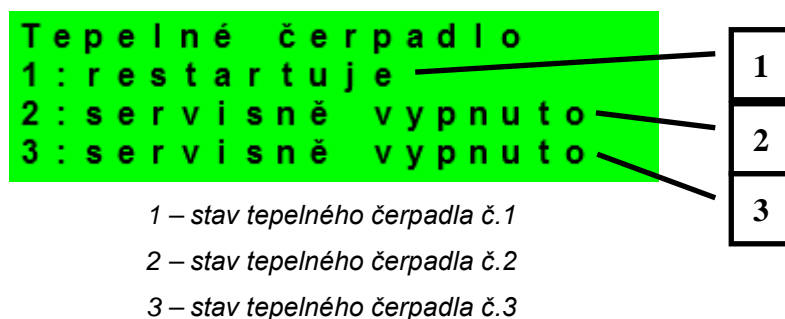 Tepelné čerpadlo
1:restartuje
2:servisně vypnuto
3:servisně vypnuto
1
2
3
1 – stav tepelného čerpadla č.1
2 – stav tepelného čerpadla č.2
3 – stav tepelného čerpadla č.3